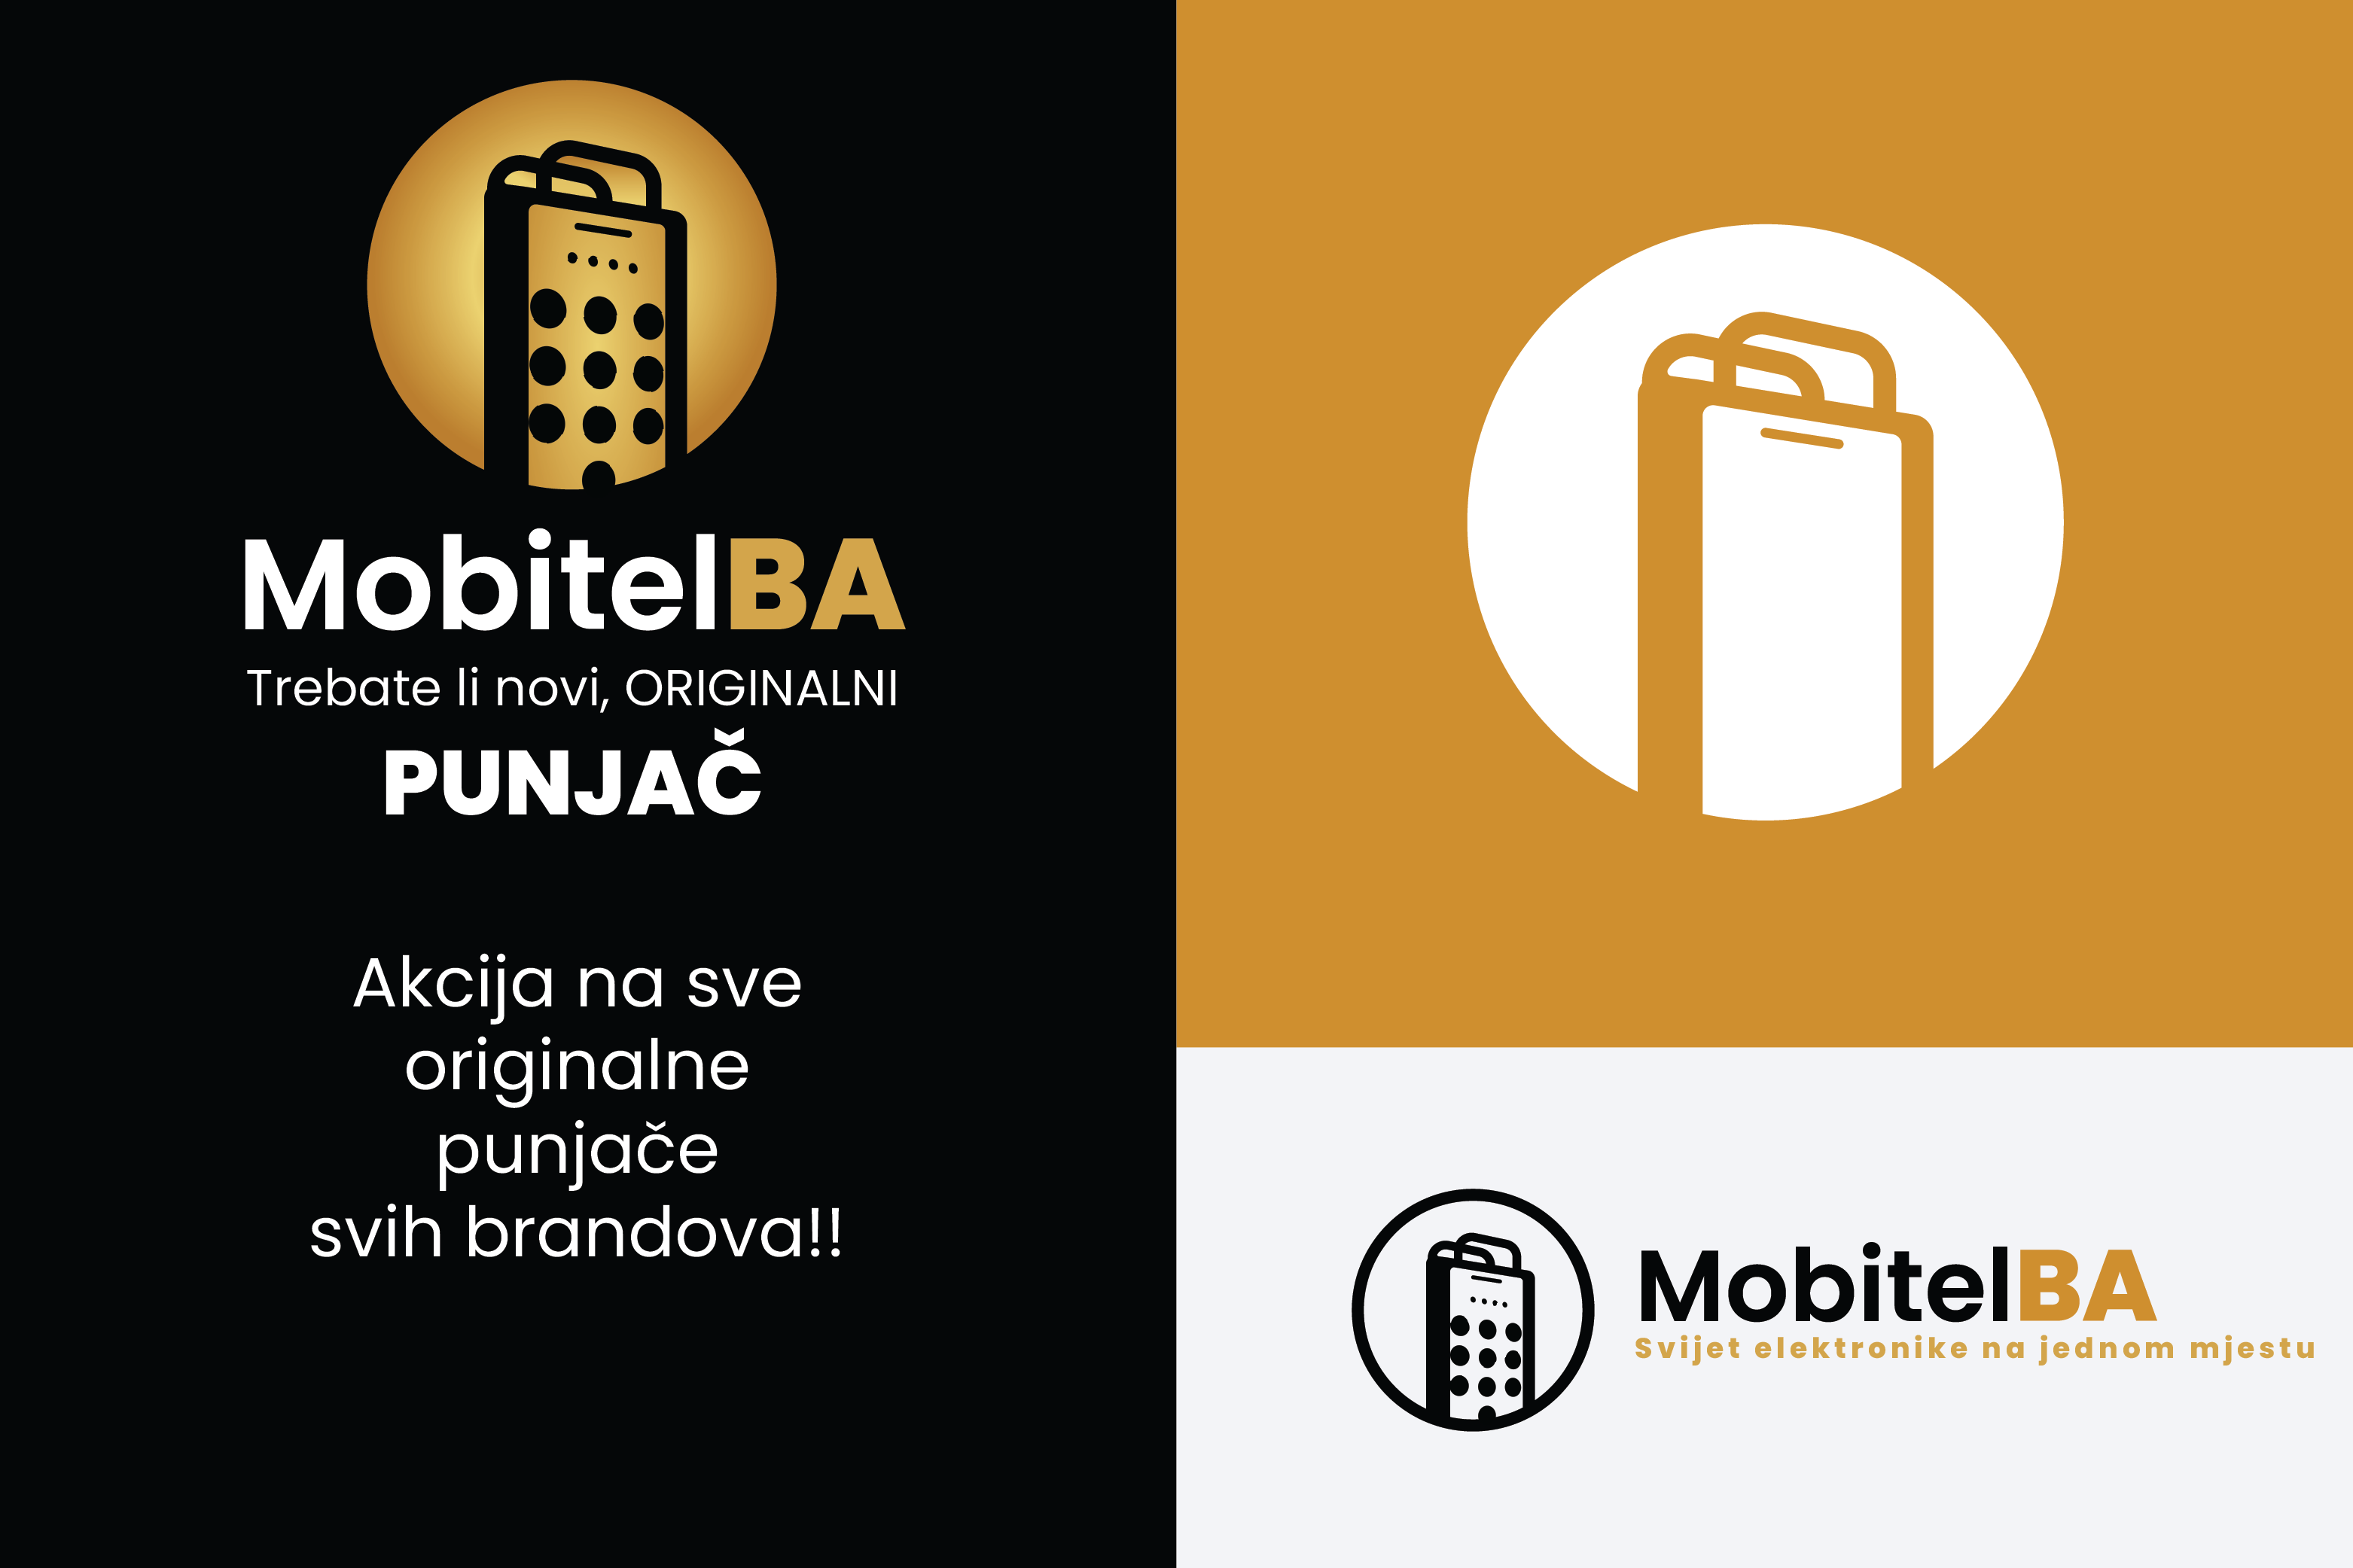 MobitelBA
Trebate li novi, ORIGINALNI
PUNJAČ
Akcija na sve
originalne
punjače
svih brandova!!
MobitelBA
Svijet elektronike na jednom mjestu